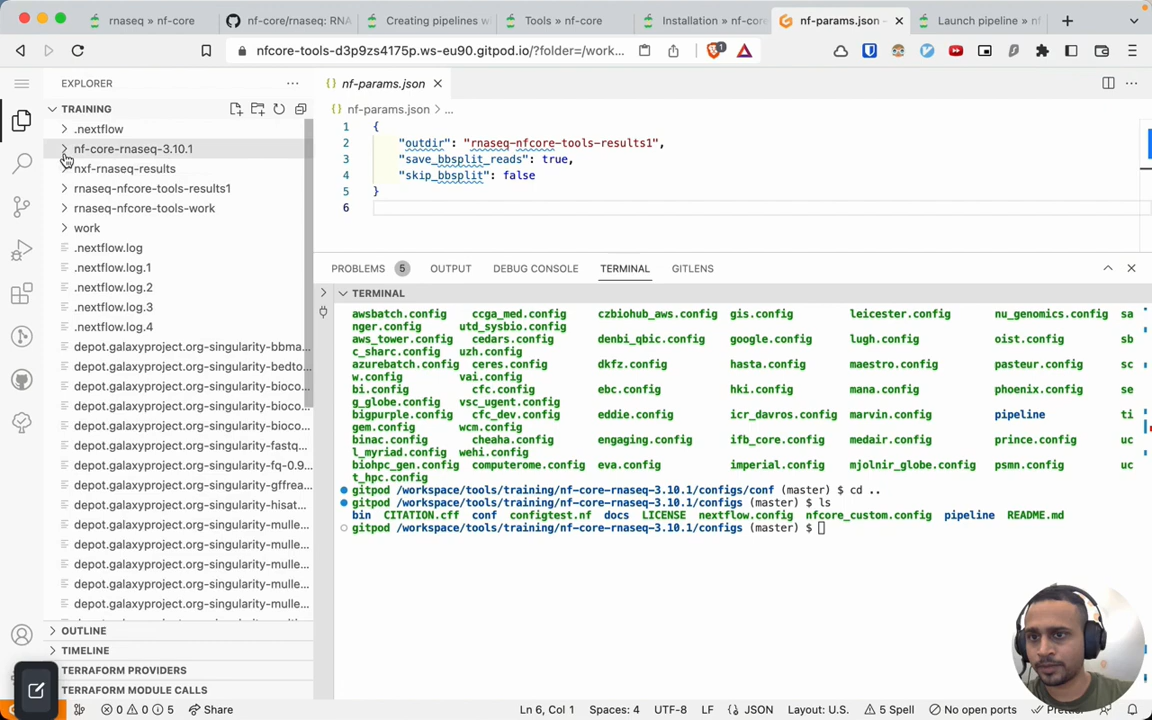 rnaseq » nf-core
nf-core/rnaseq: RNA
Creating pipelines w
Tools » nf-core
Installation » nf-cor
nf-params.json -
Launch pipeline » nf
nfcore-tools-d3p9zs4175p.ws-eu90.gitpod.io/?folder=/work...
1
EXPLORER
TRAINING
.nextflow
nf-core-rnaseq-3.10.1
nxf-rnaseq-results
rnaseq-nfcore-tools-results1
rnaseq-nfcore-tools-work
work
.nextflow.log
.nextflow.log.1
.nextflow.log.2
.nextflow.log.3
.nextflow.log.4
depot.galaxyproject.org-singularity-bbma...
depot.galaxyproject.org-singularity-bedto...
depot.galaxyproject.org-singularity-bioco...
depot.galaxyproject.org-singularity-bioco...
depot.galaxyproject.org-singularity-bioco...
depot.galaxyproject.org-singularity-fastq...
depot.galaxyproject.org-singularity-fq-0.9...
depot.galaxyproject.org-singularity-gffrea...
depot.galaxyproject.org-singularity-hisat...
depot.galaxyproject.org-singularity-mulle...
depot.galaxyproject.org-singularity-mulle...
depot.galaxyproject.org-singularity-mulle...
depot.galaxyproject.org-singularity-mulle...
depot.galaxyproject.org-singularity-mulle...
OUTLINE
TIMELINE
TERRAFORM PROVIDERS
TERRAFORM MODULE CALLS
{} nf-params.json
{} nf-params.json > ...
1 {
2 "outdir": "rnaseq-nfcore-tools-results1",
3 "save_bbsplit_reads": true,
4 "skip_bbsplit": false
5 }
6
PROBLEMS 5 OUTPUT DEBUG CONSOLE TERMINAL GITLENS
TERMINAL
awsbatch.config ccga_med.config czbiohub_aws.config gis.config leicester.config nu_genomics.config sa
nger.config utd_sysbio.config
aws_tower.config cedars.config denbi_qbic.config google.config lugh.config oist.config sb
c_sharc.config uzh.config
azurebatch.config ceres.config dkfz.config hasta.config maestro.config pasteur.config sc
w.config vai.config
bi.config cfc.config ebc.config hki.config mana.config phoenix.config se
g_globe.config vsc_ugent.config
bigpurple.config cfc_dev.config eddie.config icr_davros.config marvin.config pipeline ti
gem.config wcm.config
binac.config cheaha.config engaging.config ifb_core.config medair.config prince.config uc
l_myriad.config wehi.config
biohpc_gen.config computerome.config eva.config imperial.config mjolnir_globe.config psmn.config uc
t_hpc.config
gitpod /workspace/tools/training/nf-core-rnaseq-3.10.1/configs/conf (master) $ cd ..
gitpod /workspace/tools/training/nf-core-rnaseq-3.10.1/configs (master) $ ls
bin CITATION.cff conf configtest.nf docs LICENSE nextflow.config nfcore_custom.config pipeline README.md
gitpod /workspace/tools/training/nf-core-rnaseq-3.10.1/configs (master) $
0 0 5 Share Ln 6, Col 1 Spaces: 4 UTF-8 LF {} JSON Layout: U.S. 5 Spell No open ports Prettier